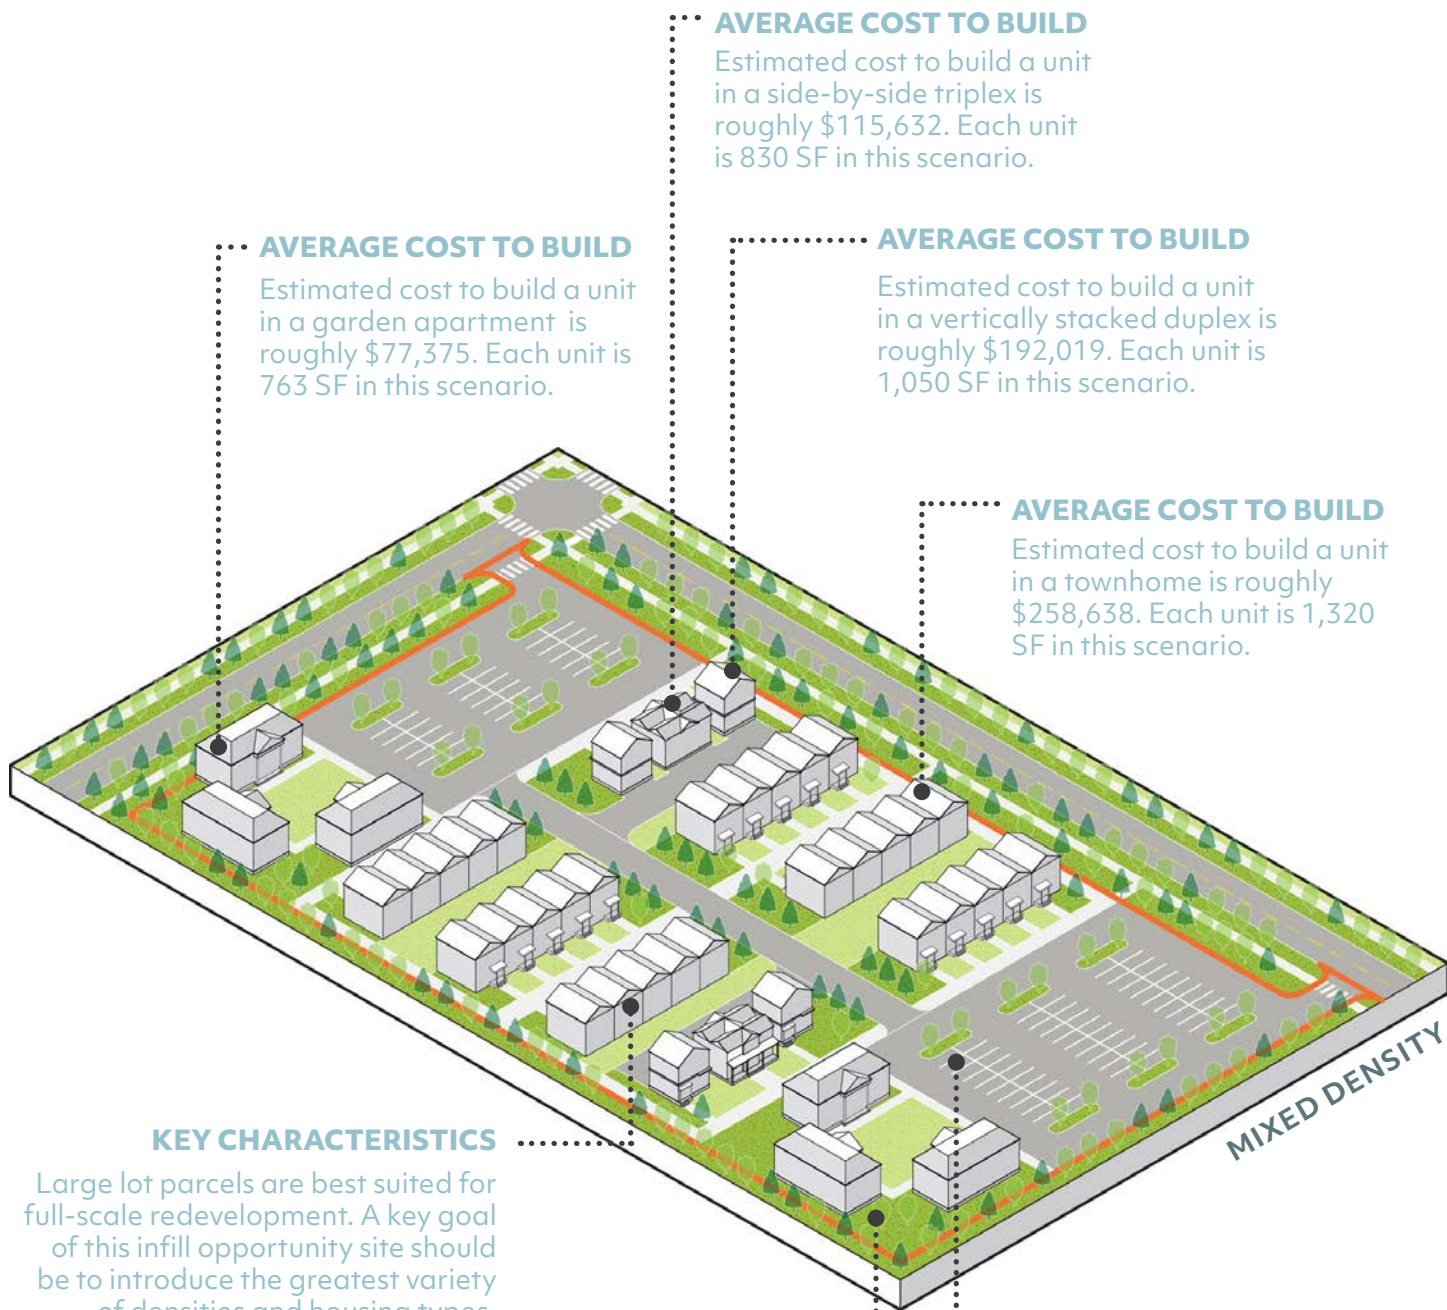 AVERAGE COST TO BUILD
Estimated cost to build a unit
in a side-by-side triplex is
roughly $115,632. Each unit
is 830 SF in this scenario.
AVERAGE COST TO BUILD
Estimated cost to build a unit
in a garden apartment is
roughly $77,375. Each unit is
763 SF in this scenario.
AVERAGE COST TO BUILD
Estimated cost to build a unit
in a vertically stacked duplex is
roughly $192,019. Each unit is
1,050 SF in this scenario.
AVERAGE COST TO BUILD
Estimated cost to build a unit
in a townhome is roughly
$258,638. Each unit is 1,320
SF in this scenario.
MIXED DENSITY
KEY CHARACTERISTICS
Large lot parcels are best suited for
full-scale redevelopment. A key goal
of this infill opportunity site should
be to introduce the greatest variety
of densities and housing types.